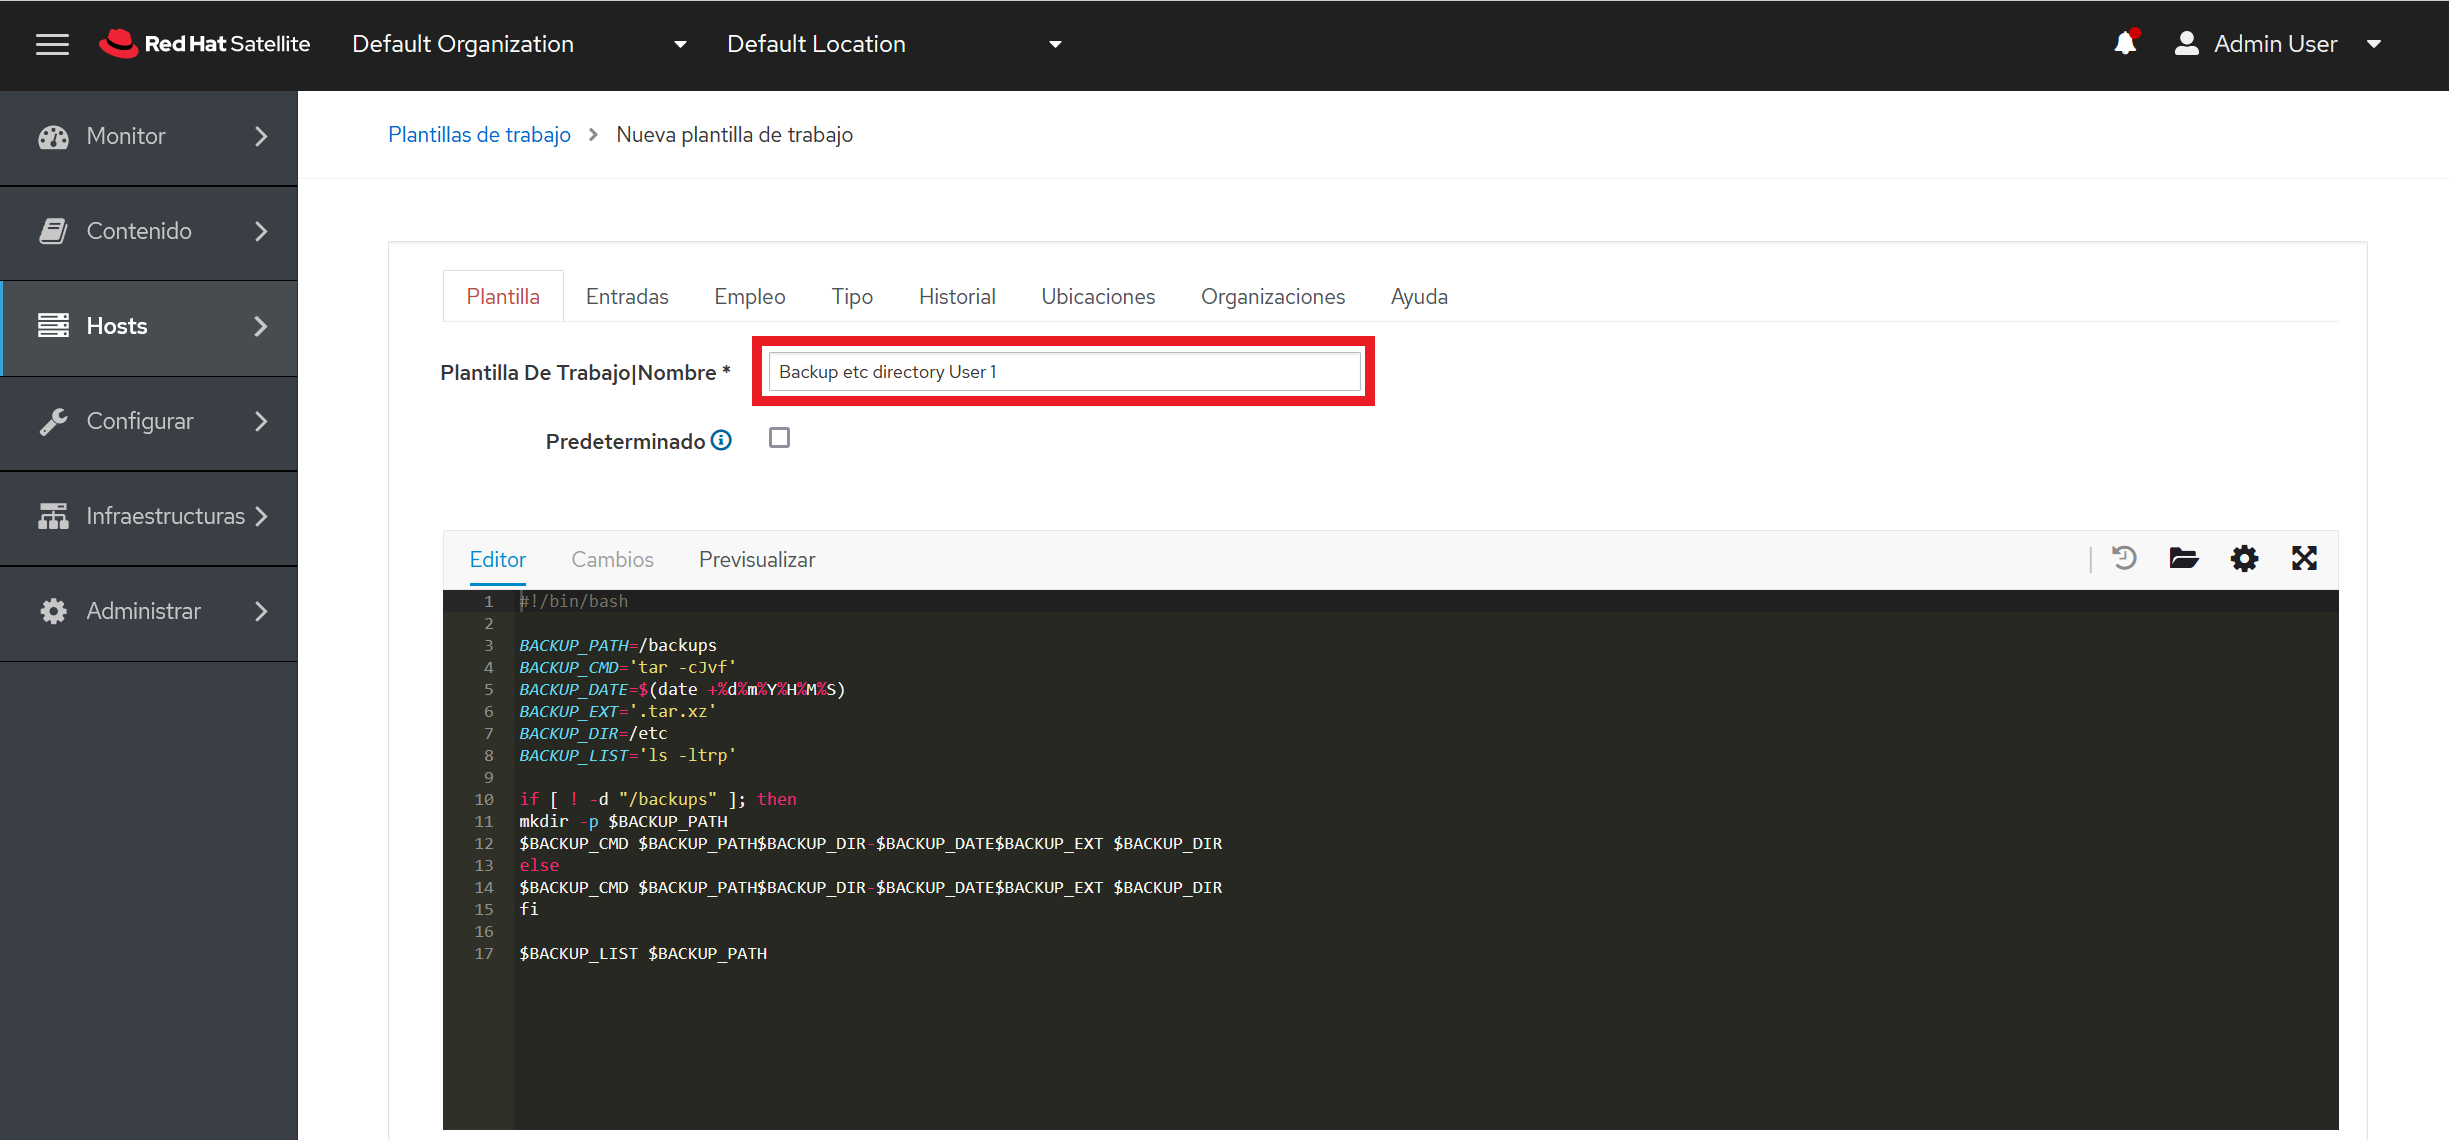 Red Hat Satellite Default Organization Default Location Admin User
Monitor
Contenido
Hosts
Configurar
Infraestructuras
Administrar
Plantillas de trabajo > Nueva plantilla de trabajo
Plantilla Entradas Empleo Tipo Historial Ubicaciones Organizaciones Ayuda
Plantilla De Trabajo|Nombre * Backup etc directory User 1
Predeterminado
Editor Cambios Previsualizar
1 #!/bin/bash
2
3 BACKUP_PATH=/backups
4 BACKUP_CMD='tar -cJvf'
5 BACKUP_DATE=$(date +%d%m%Y%H%M%S)
6 BACKUP_EXT='.tar.xz'
7 BACKUP_DIR=/etc
8 BACKUP_LIST='ls -ltrp'
9
10 if [ ! -d "/backups" ]; then
11 mkdir -p $BACKUP_PATH
12 $BACKUP_CMD $BACKUP_PATH$BACKUP_DIR-$BACKUP_DATE$BACKUP_EXT $BACKUP_DIR
13 else
14 $BACKUP_CMD $BACKUP_PATH$BACKUP_DIR-$BACKUP_DATE$BACKUP_EXT $BACKUP_DIR
15 fi
16
17 $BACKUP_LIST $BACKUP_PATH